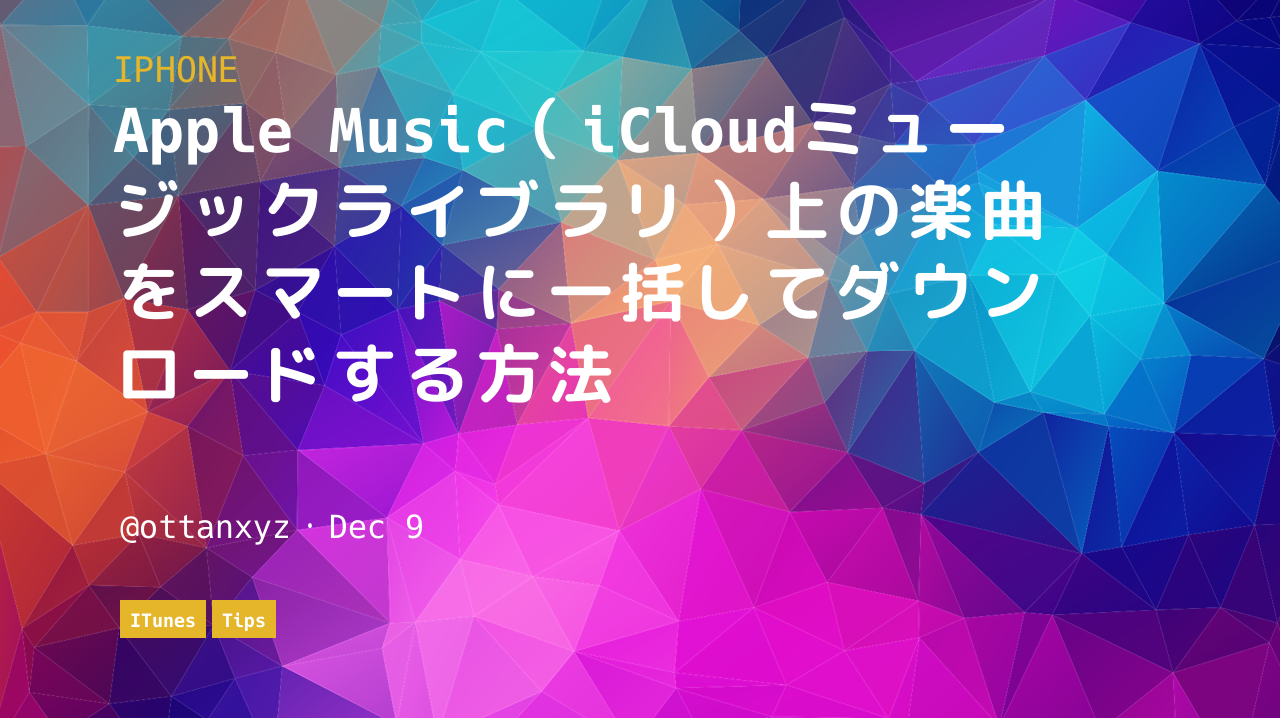 IPHONE
Apple Music(iCloudミュー
ジックライブラリ)上の楽曲
をスマートに一括してダウン
ロードする方法
@ottanxyz・Dec 9
ITunes Tips